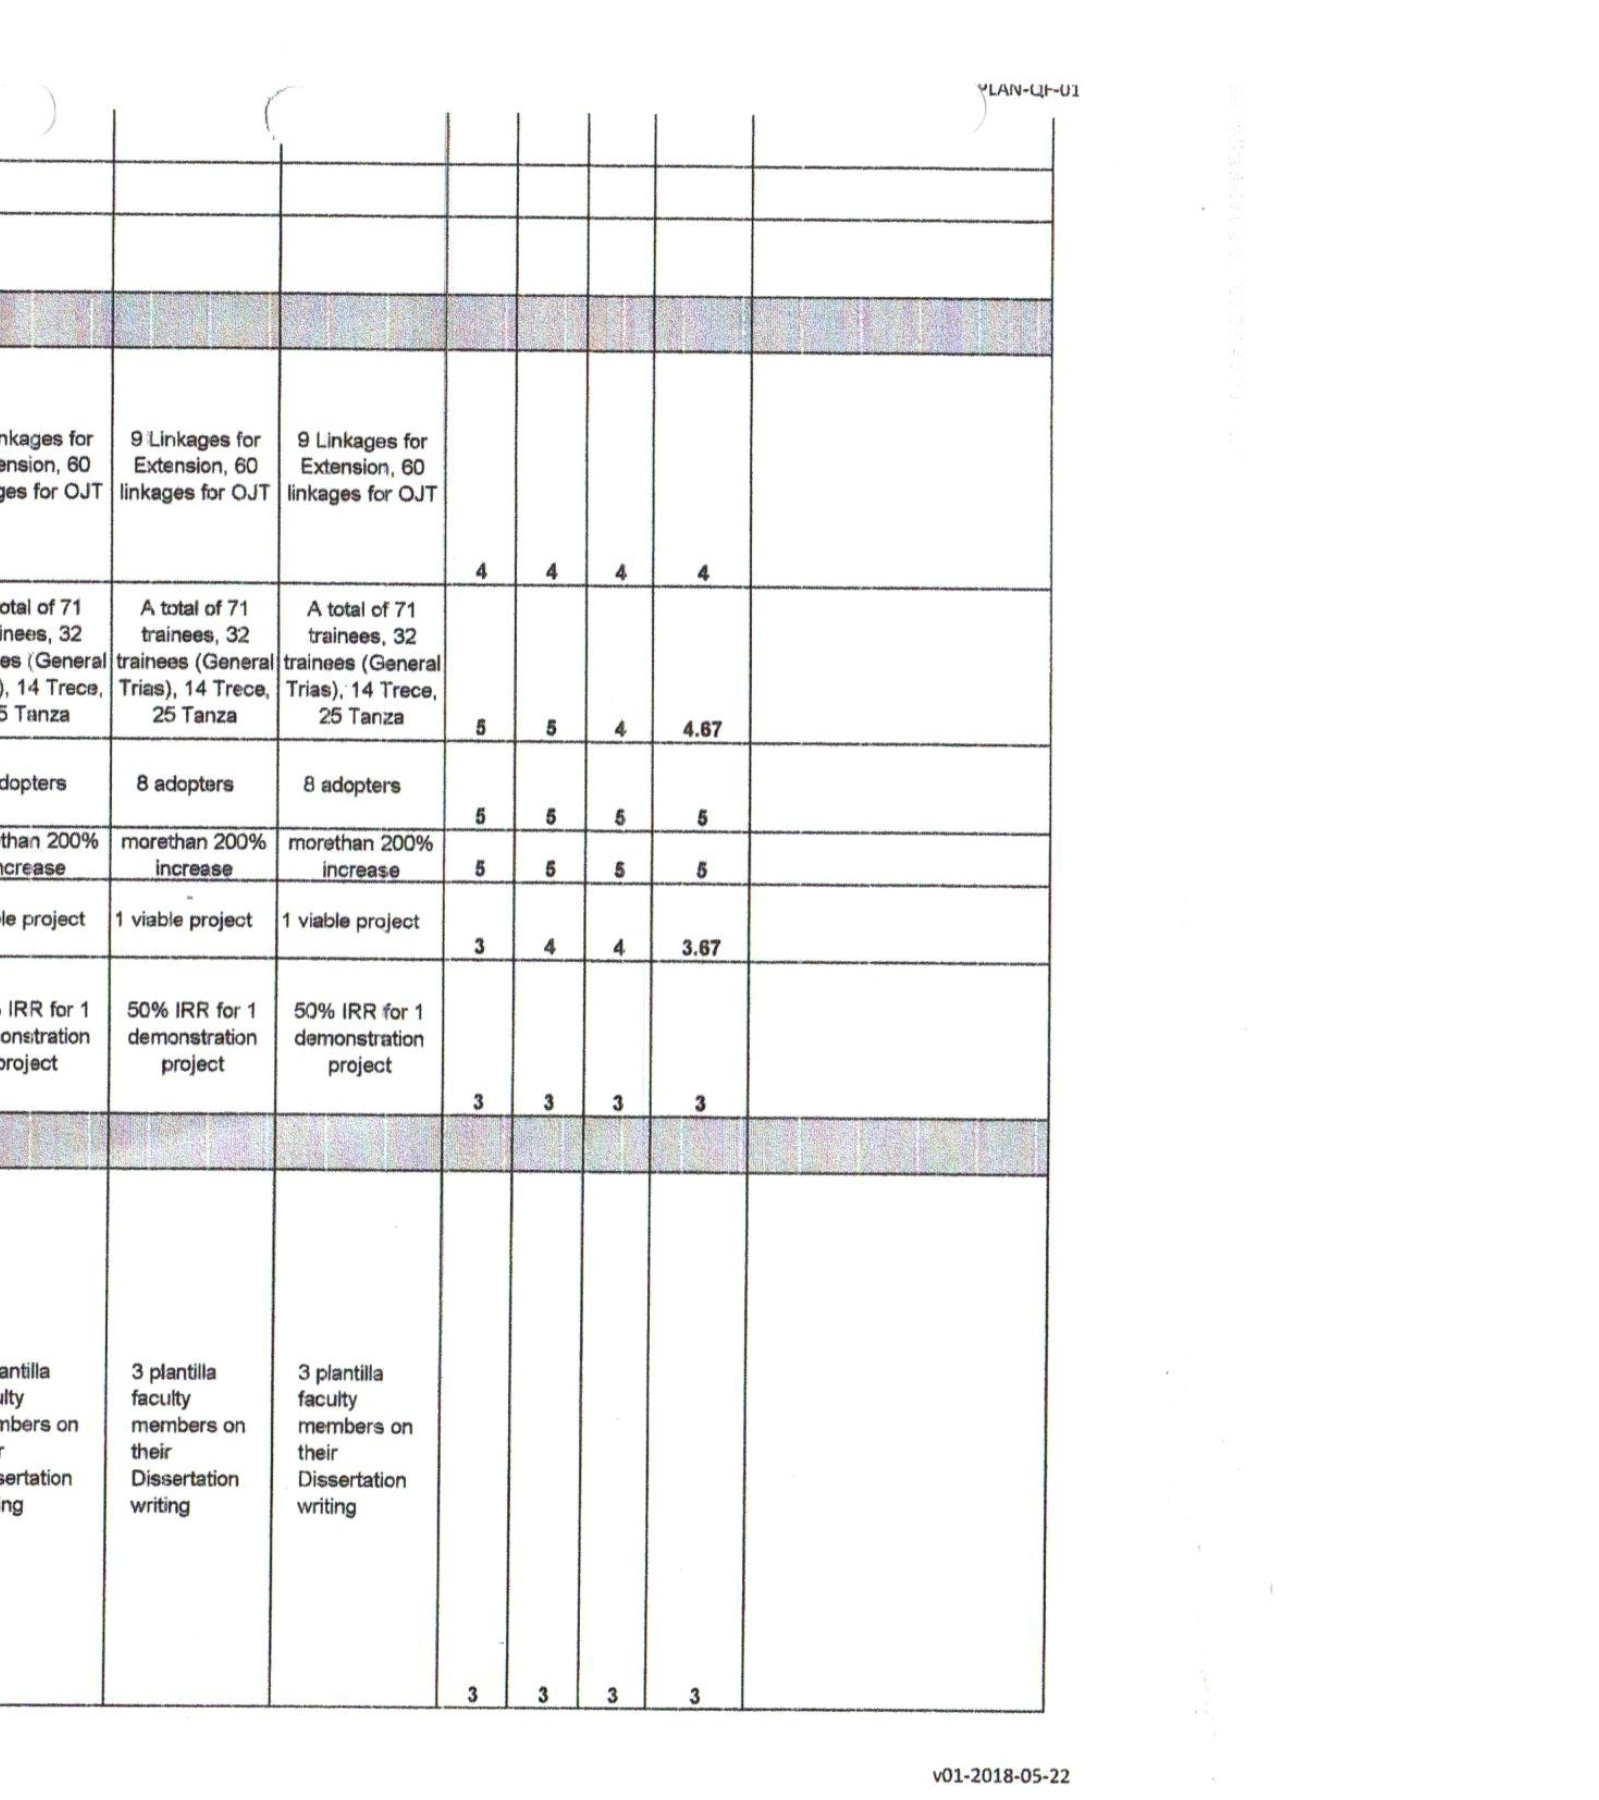 PLAN-QF-01
nkages for
ension, 60
ges for OJT
9 Linkages for
Extension, 60
linkages for OJT
9 Linkages for
Extension, 60
linkages for OJT
4 4 4 4
otal of 71
inees, 32
es (General
), 14 Trece,
5 Tanza
A total of 71
trainees, 32
trainees (General
Trias), 14 Trece,
25 Tanza
A total of 71
trainees, 32
trainees (General
Trias), 14 Trece,
25 Tanza
5 5 4 4.67
dopters
8 adopters
8 adopters
5 5 5 5
than 200%
ncrease
morethan 200%
increase
morethan 200%
increase
5 5 5 5
le project
1 viable project
1 viable project
3 4 4 3.67
IRR for 1
onstration
project
50% IRR for 1
demonstration
project
50% IRR for 1
demonstration
project
3 3 3 3
antilla
ulty
mbers on
r
sertation
ng
3 plantilla
faculty
members on
their
Dissertation
writing
3 plantilla
faculty
members on
their
Dissertation
writing
3 3 3 3
v01-2018-05-22